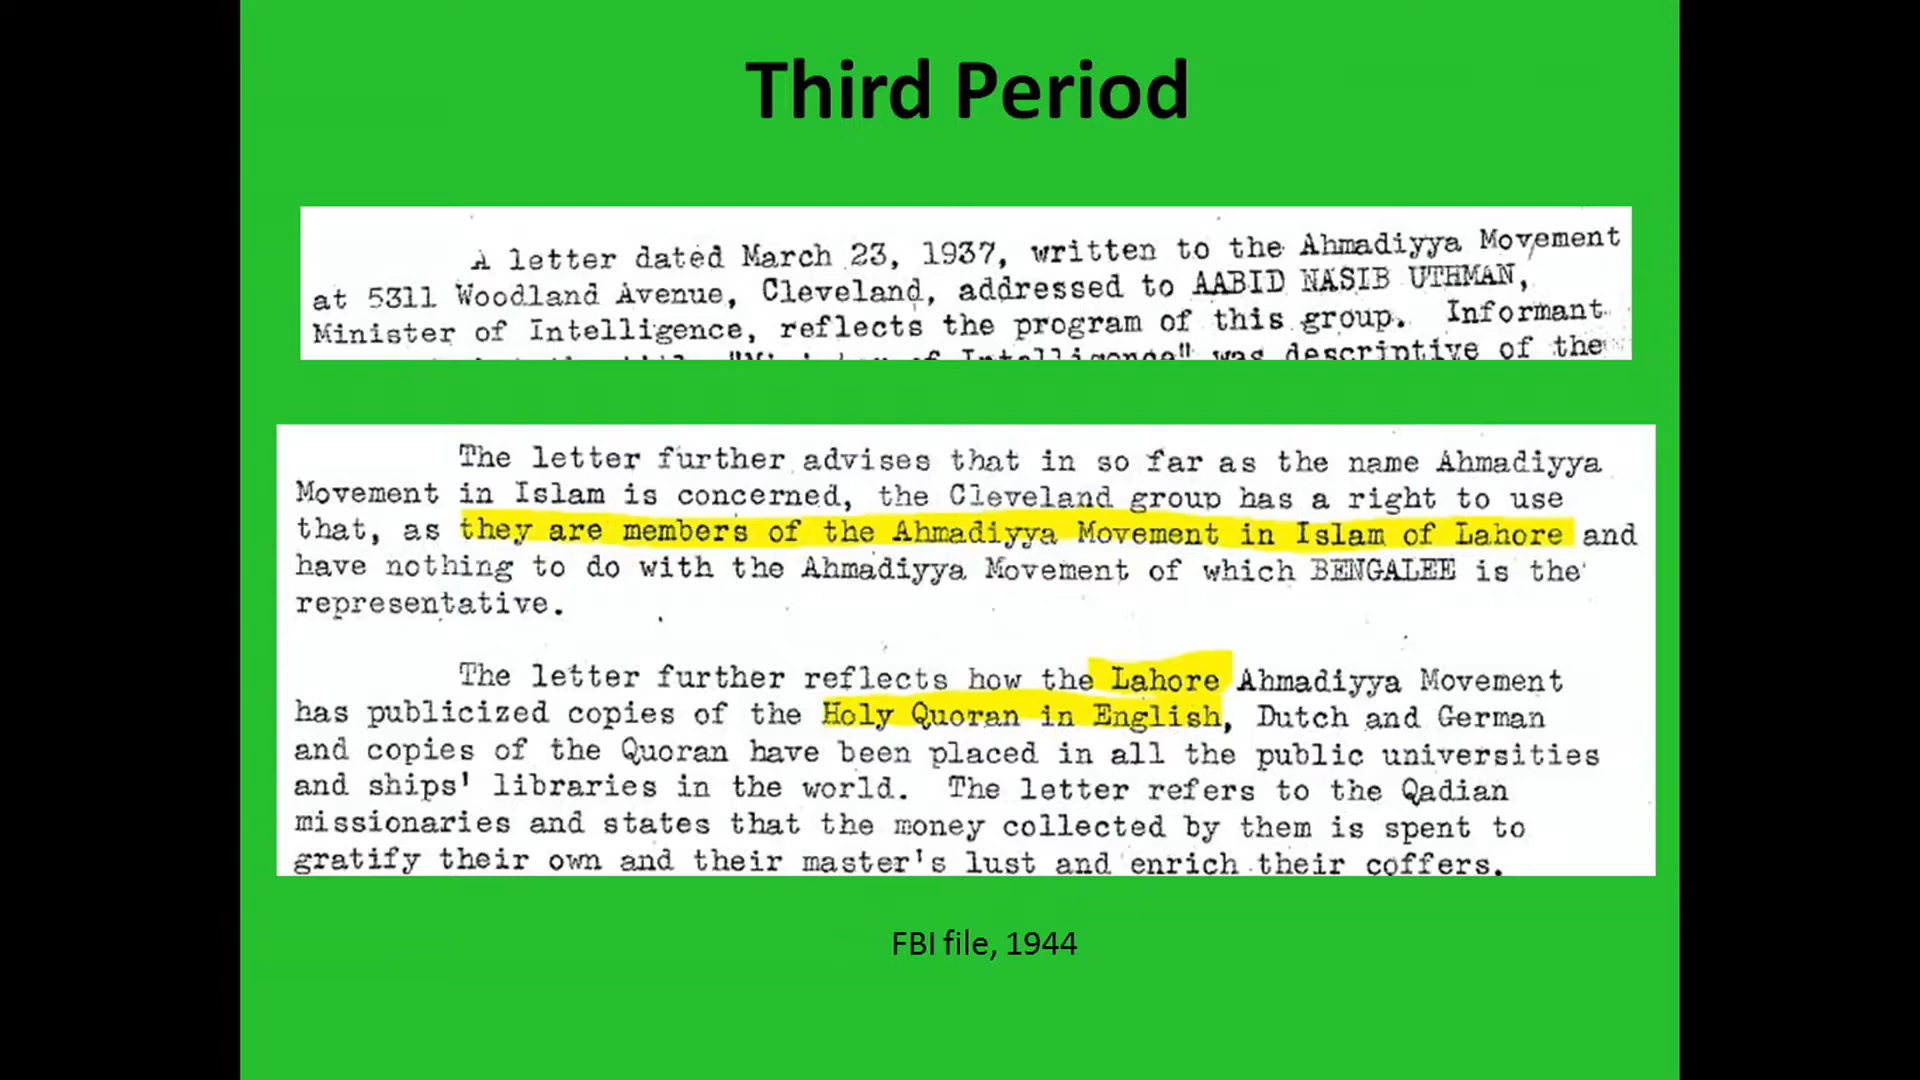 Third Period
A letter dated March 23, 1937, written to the Ahmadiyya Movement
at 5311 Woodland Avenue, Cleveland, addressed to AABID NASIB UTHMAN,
Minister of Intelligence, reflects the program of this group. Informant
"Minister of Intelligence" was descriptive of the
The letter further advises that in so far as the name Ahmadiyya
Movement in Islam is concerned, the Cleveland group has a right to use
that, as they are members of the Ahmadiyya Movement in Islam of Lahore and
have nothing to do with the Ahmadiyya Movement of which BENGALEE is the
representative.
The letter further reflects how the Lahore Ahmadiyya Movement
has publicized copies of the Holy Quoran in English, Dutch and German
and copies of the Quoran have been placed in all the public universities
and ships' libraries in the world. The letter refers to the Qadian
missionaries and states that the money collected by them is spent to
gratify their own and their master's lust and enrich their coffers.
FBI file, 1944